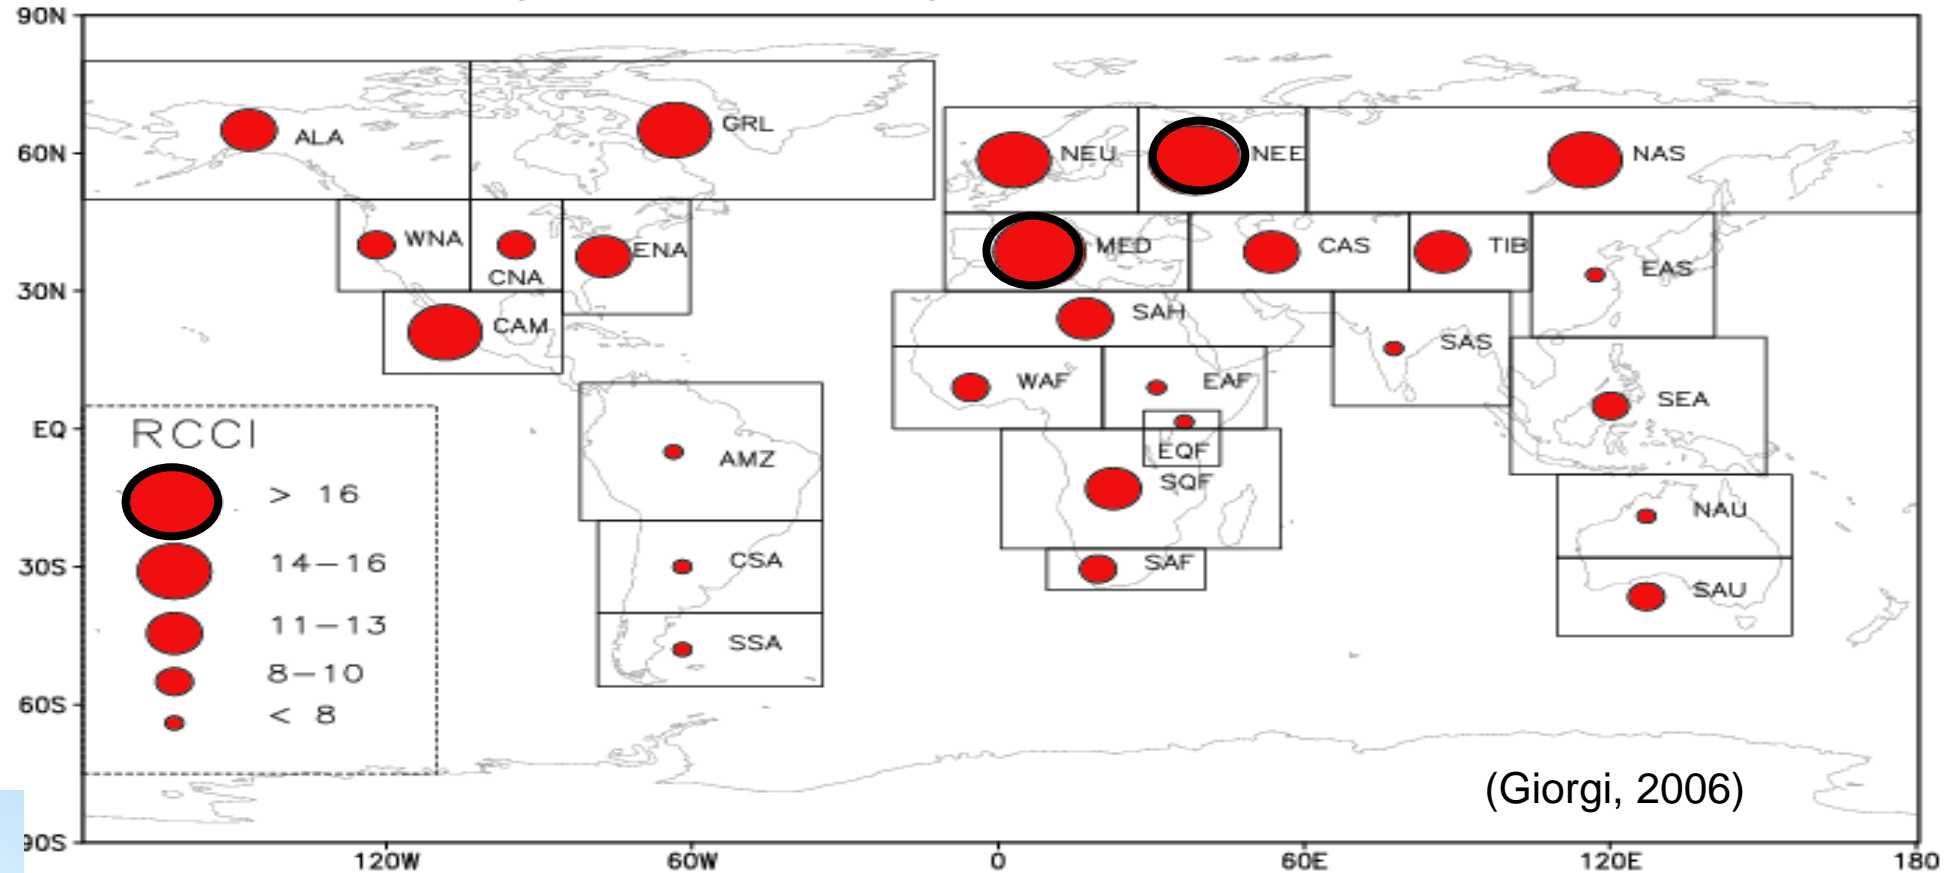 90N
60N
30N
EQ
30S
60S
90S
120W
60W
0
60E
120E
180
ALA
GRL
NEU
NEE
NAS
WNA
CNA
ENA
MED
CAS
TIB
EAS
CAM
SAH
SAS
WAF
EAF
SEA
EQF
AMZ
SQF
NAU
CSA
SAF
SAU
SSA
RCCI
> 16
14-16
11-13
8-10
< 8
(Giorgi, 2006)